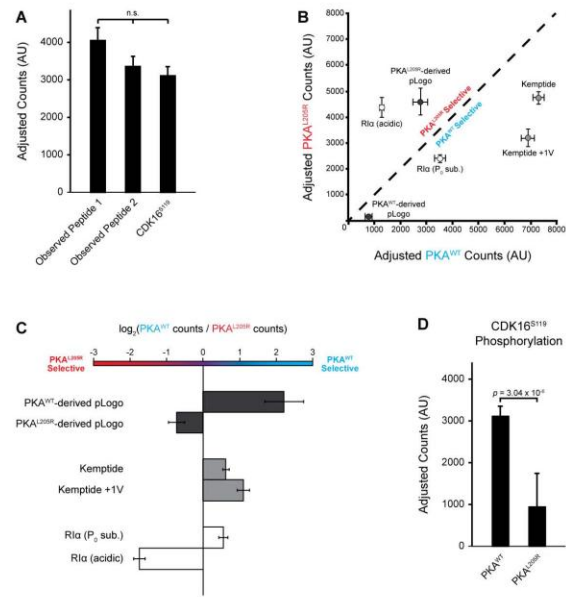 A
n.s.
Adjusted Counts (AU)
4000
3000
2000
1000
0
Observed Peptide 1
Observed Peptide 2
CDK16ˢ¹¹⁹
B
Adjusted PKAᴸ²⁰⁵ᴿ Counts (AU)
8000
7000
6000
5000
4000
3000
2000
1000
0
PKAᴸ²⁰⁵ᴿ-derived
pLogo
RIα (acidic)
PKAᴸ²⁰⁵ᴿ Selective
PKAᵂᵀ Selective
Kemptide
Kemptide +1V
RIα (P₀ sub.)
PKAᵂᵀ-derived
pLogo
0 1000 2000 3000 4000 5000 6000 7000 8000
Adjusted PKAᵂᵀ Counts (AU)
C
log₂(PKAᵂᵀ counts / PKAᴸ²⁰⁵ᴿ counts)
PKAᴸ²⁰⁵ᴿ
Selective
-3 -2 -1 0 1 2 3
PKAᵂᵀ
Selective
PKAᵂᵀ-derived pLogo
PKAᴸ²⁰⁵ᴿ-derived pLogo
Kemptide
Kemptide +1V
RIα (P₀ sub.)
RIα (acidic)
D
CDK16ˢ¹¹⁹
Phosphorylation
Adjusted Counts (AU)
4000
3000
2000
1000
0
PKAᵂᵀ
PKAᴸ²⁰⁵ᴿ